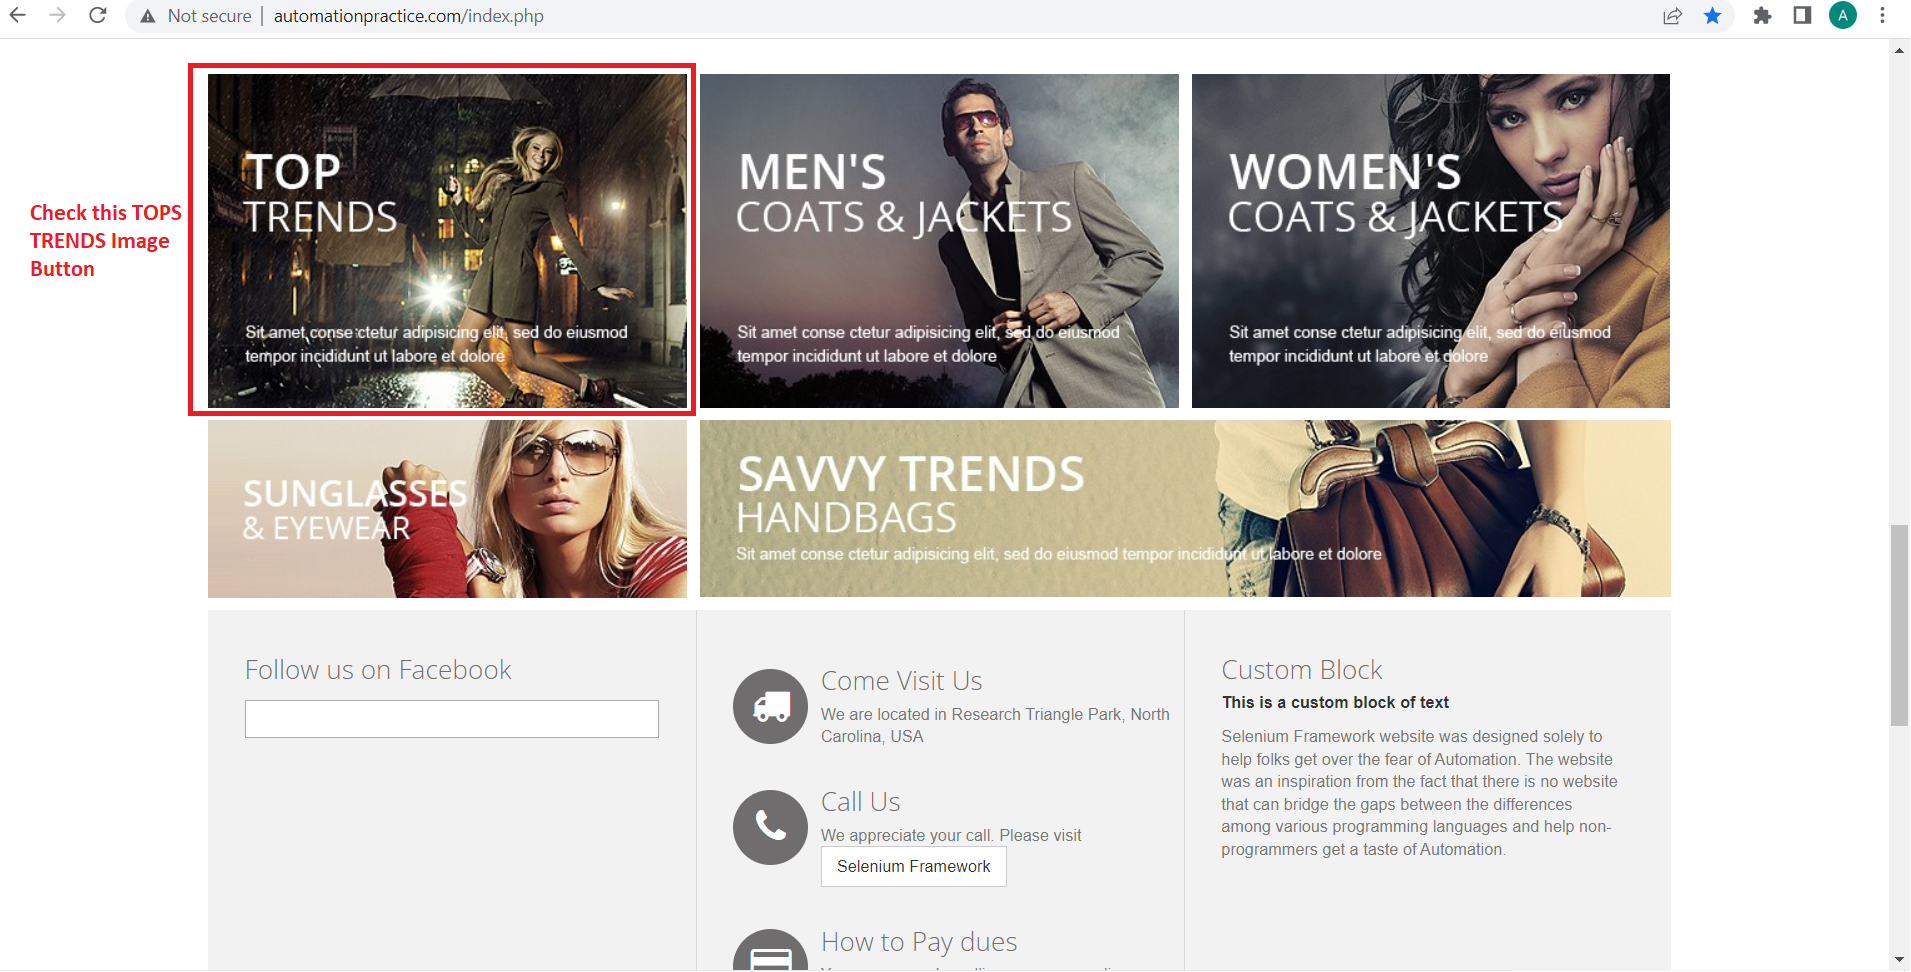 Not secure
automationpractice.com/index.php
A
Check this TOPS
TRENDS Image
Button
TOP
TRENDS
Sit amet conse ctetur adipisicing elit, sed do eiusmod
tempor incididunt ut labore et dolore
MEN'S
COATS & JACKETS
Sit amet conse ctetur adipisicing elit, sed do eiusmod
tempor incididunt ut labore et dolore
WOMEN'S
COATS & JACKETS
Sit amet conse ctetur adipisicing elit, sed do eiusmod
tempor incididunt ut labore et dolore
SUNGLASSES
& EYEWEAR
SAVVY TRENDS
HANDBAGS
Sit amet conse ctetur adipisicing elit, sed do eiusmod tempor incididunt ut labore et dolore
Follow us on Facebook
Come Visit Us
We are located in Research Triangle Park, North
Carolina, USA
Call Us
We appreciate your call. Please visit
Selenium Framework
How to Pay dues
Custom Block
This is a custom block of text
Selenium Framework website was designed solely to
help folks get over the fear of Automation. The website
was an inspiration from the fact that there is no website
that can bridge the gaps between the differences
among various programming languages and help non-
programmers get a taste of Automation.